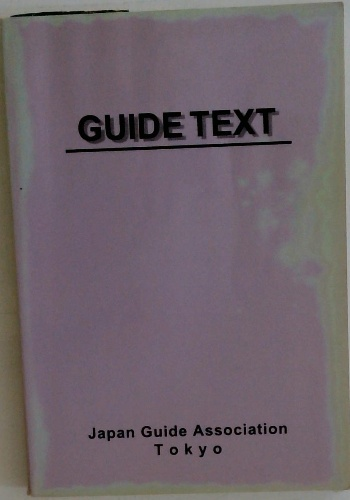 GUIDE TEXT
Japan Guide Association
Tokyo